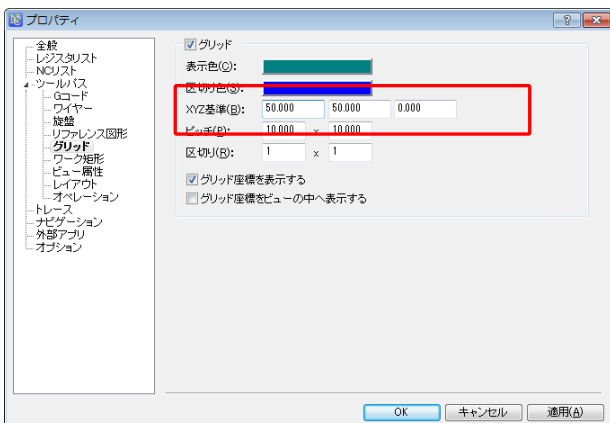 プロパティ
全般
レジスタリスト
NCリスト
ツールパス
Gコード
ワイヤー
旋盤
リファレンス図形
グリッド
ワーク矩形
ビュー属性
レイアウト
オペレーション
トレース
ナビゲーション
外部アプリ
オプション
グリッド
表示色(C):
区切り色(S):
XYZ基準(B): 50.000 50.000 0.000
ピッチ(P): 10.000 x 10.000
区切り(R): 1 x 1
グリッド座標を表示する
グリッド座標をビューの中へ表示する
OK キャンセル 適用(A)